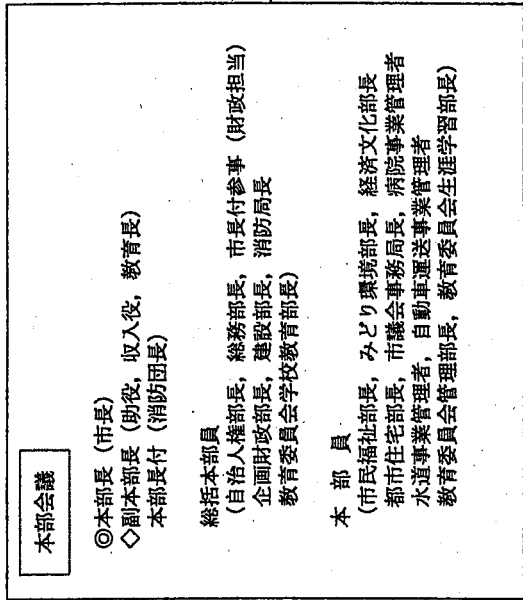 本部会議
◎本部長(市長)
◇副本部長(助役,収入役,教育長)
本部長付(消防団長)
総括本部員
(自治人権部長,総務部長,市長付参事(財政担当)
企画財政部長,建設部長,消防局長
教育委員会学校教育部長)
本部員
(市民福祉部長,みどり環境部長,経済文化部長
都市住宅部長,市議会事務局長,病院事業管理者
水道事業管理者,自動車運送事業管理者
教育委員会管理部長,教育委員会生涯学習部長)